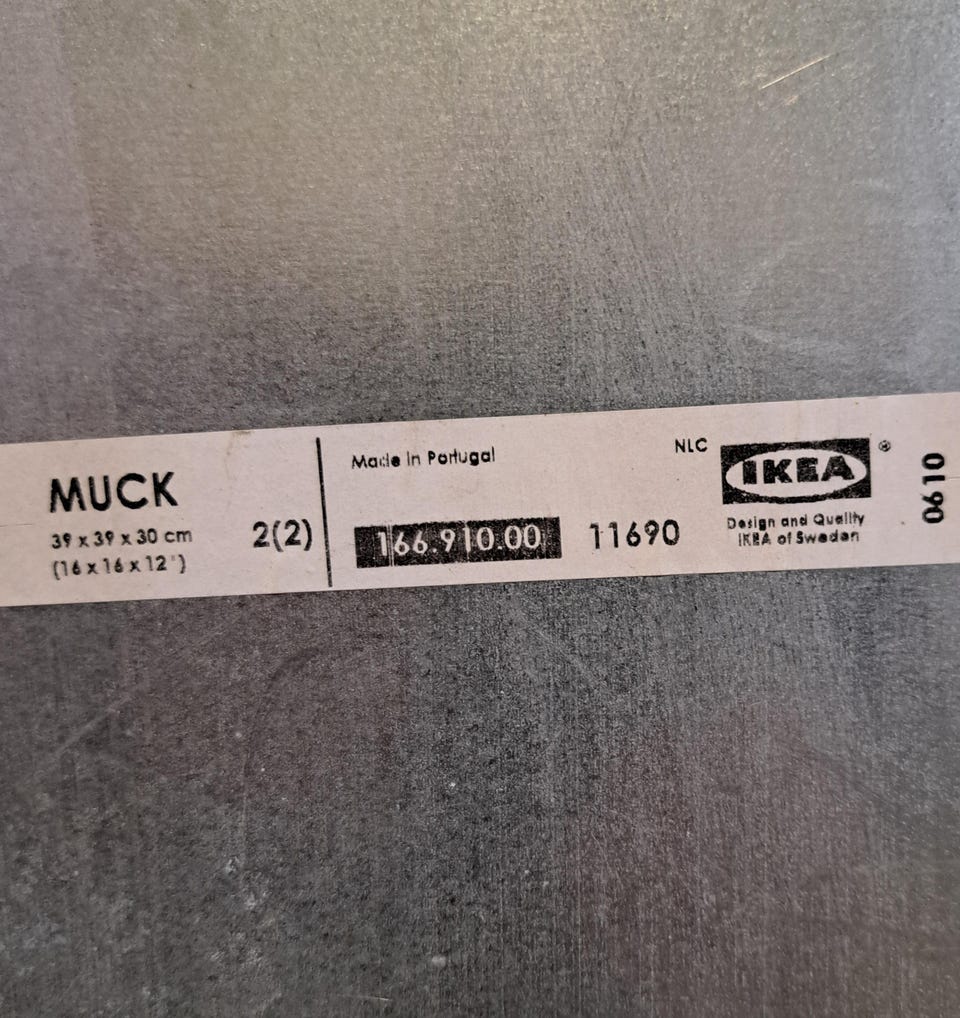 MUCK
39 x 39 x 30 cm
(16 x 16 x 12")
2(2)
Made in Portugal
166.910.00
11690
NLC
IKEA®
Design and Quality
IKEA of Sweden
0610